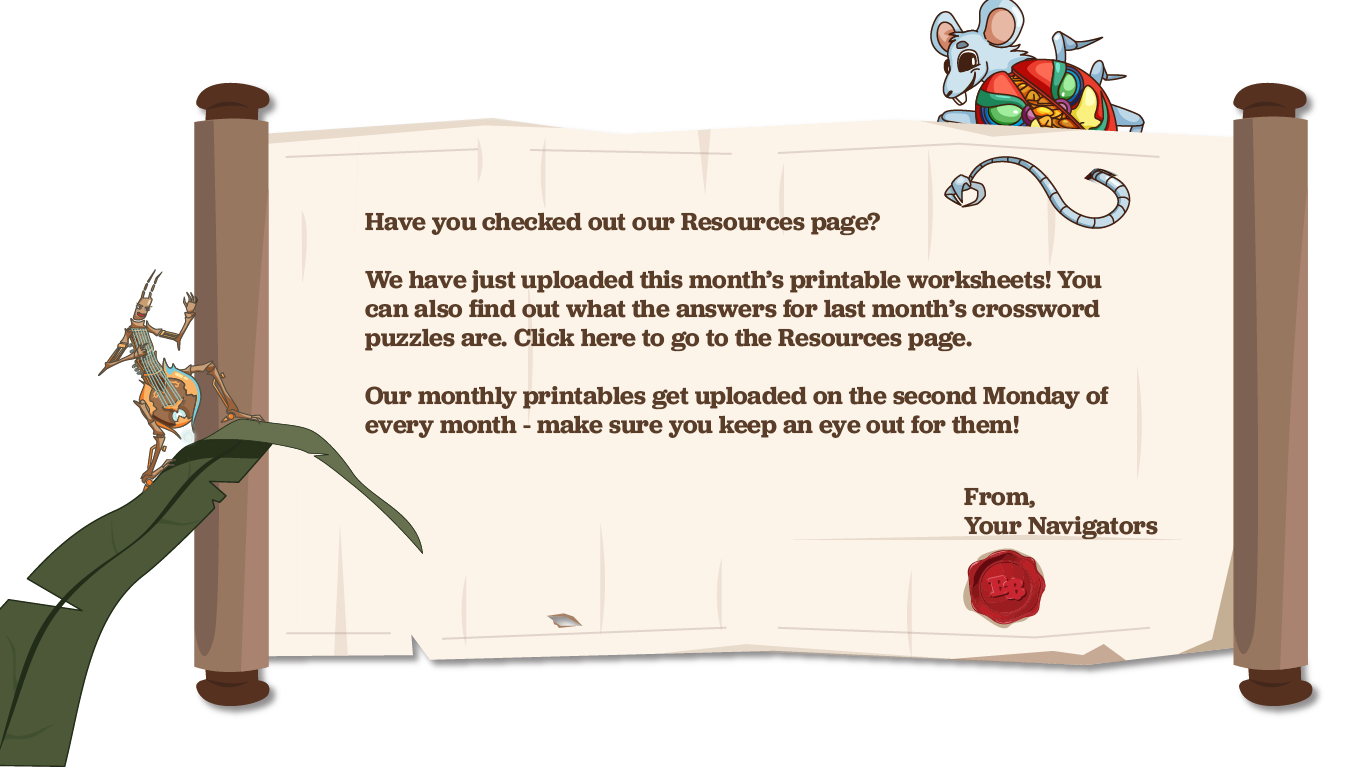 Have you checked out our Resources page?
We have just uploaded this month’s printable worksheets! You
can also find out what the answers for last month’s crossword
puzzles are. Click here to go to the Resources page.
Our monthly printables get uploaded on the second Monday of
every month - make sure you keep an eye out for them!
From,
Your Navigators
EB